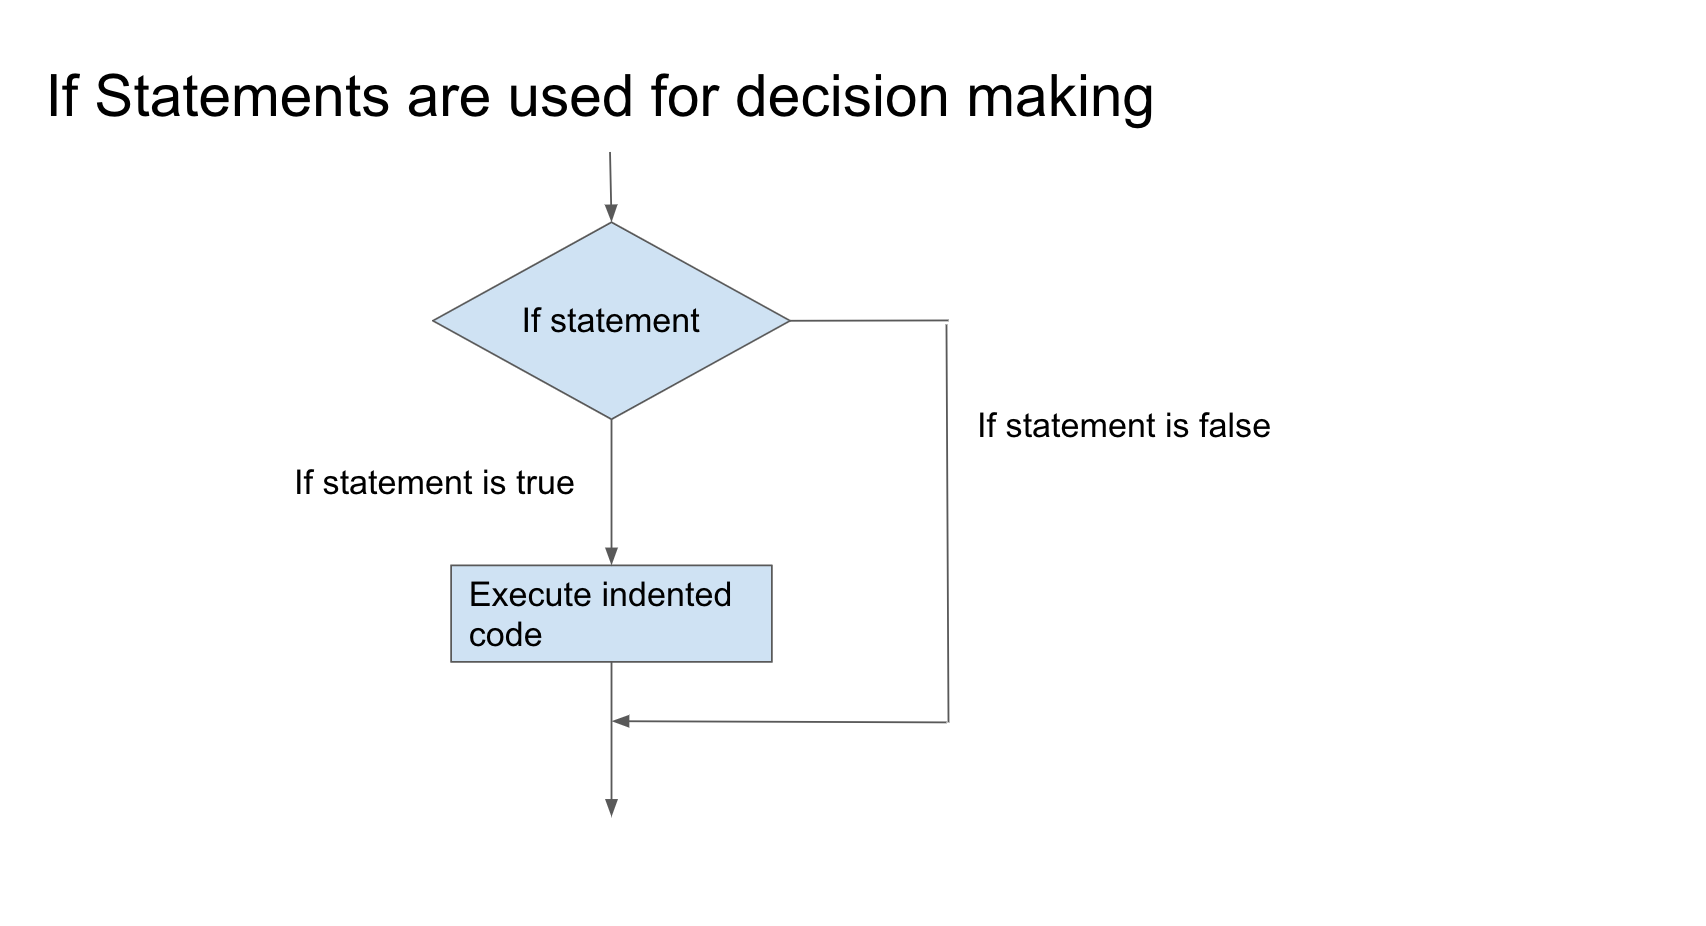 If Statements are used for decision making
If statement
If statement is false
If statement is true
Execute indented
code